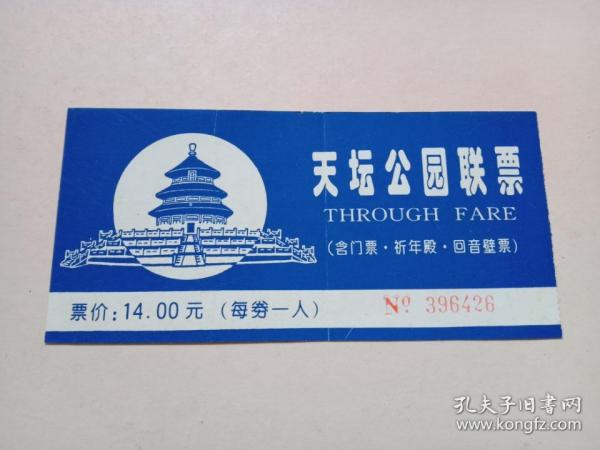 天坛公园联票
THROUGH FARE
(含门票·祈年殿·回音壁票)
票价:14.00元(每券一人)
Nº 396426
孔夫子旧书网
www.kongfz.com